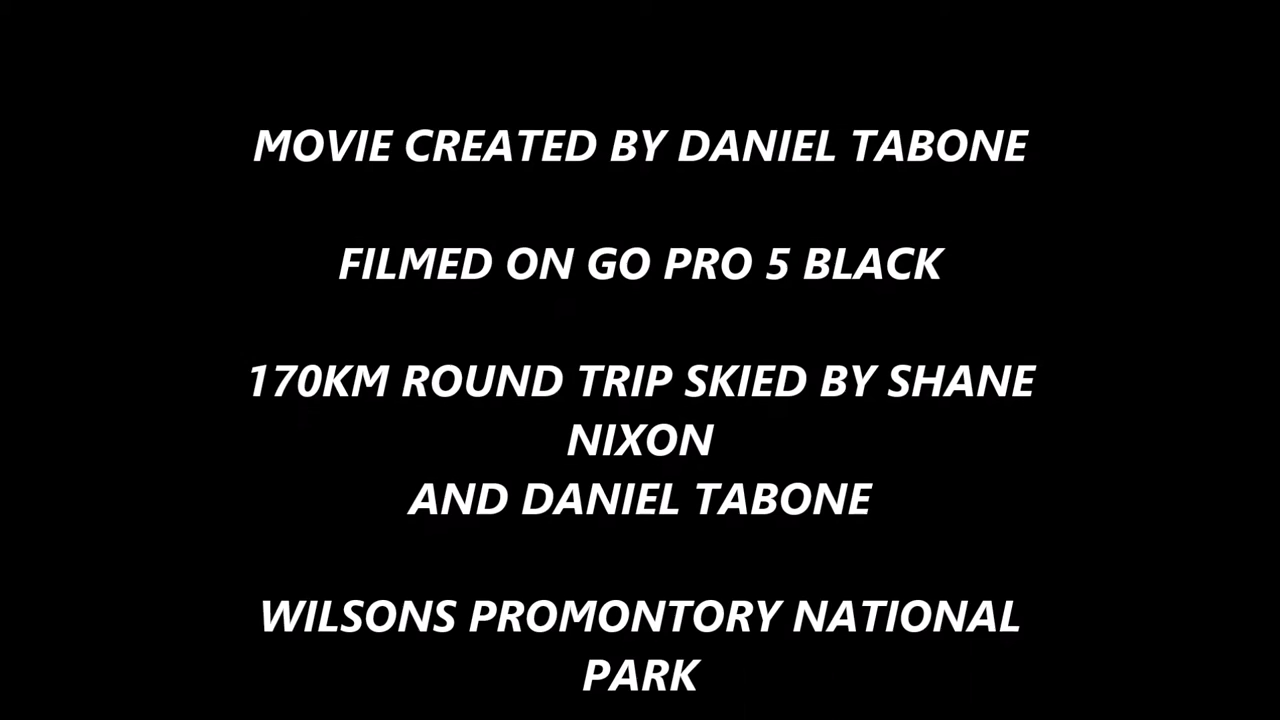 MOVIE CREATED BY DANIEL TABONE
FILMED ON GO PRO 5 BLACK
170KM ROUND TRIP SKIED BY SHANE
NIXON
AND DANIEL TABONE
WILSONS PROMONTORY NATIONAL
PARK